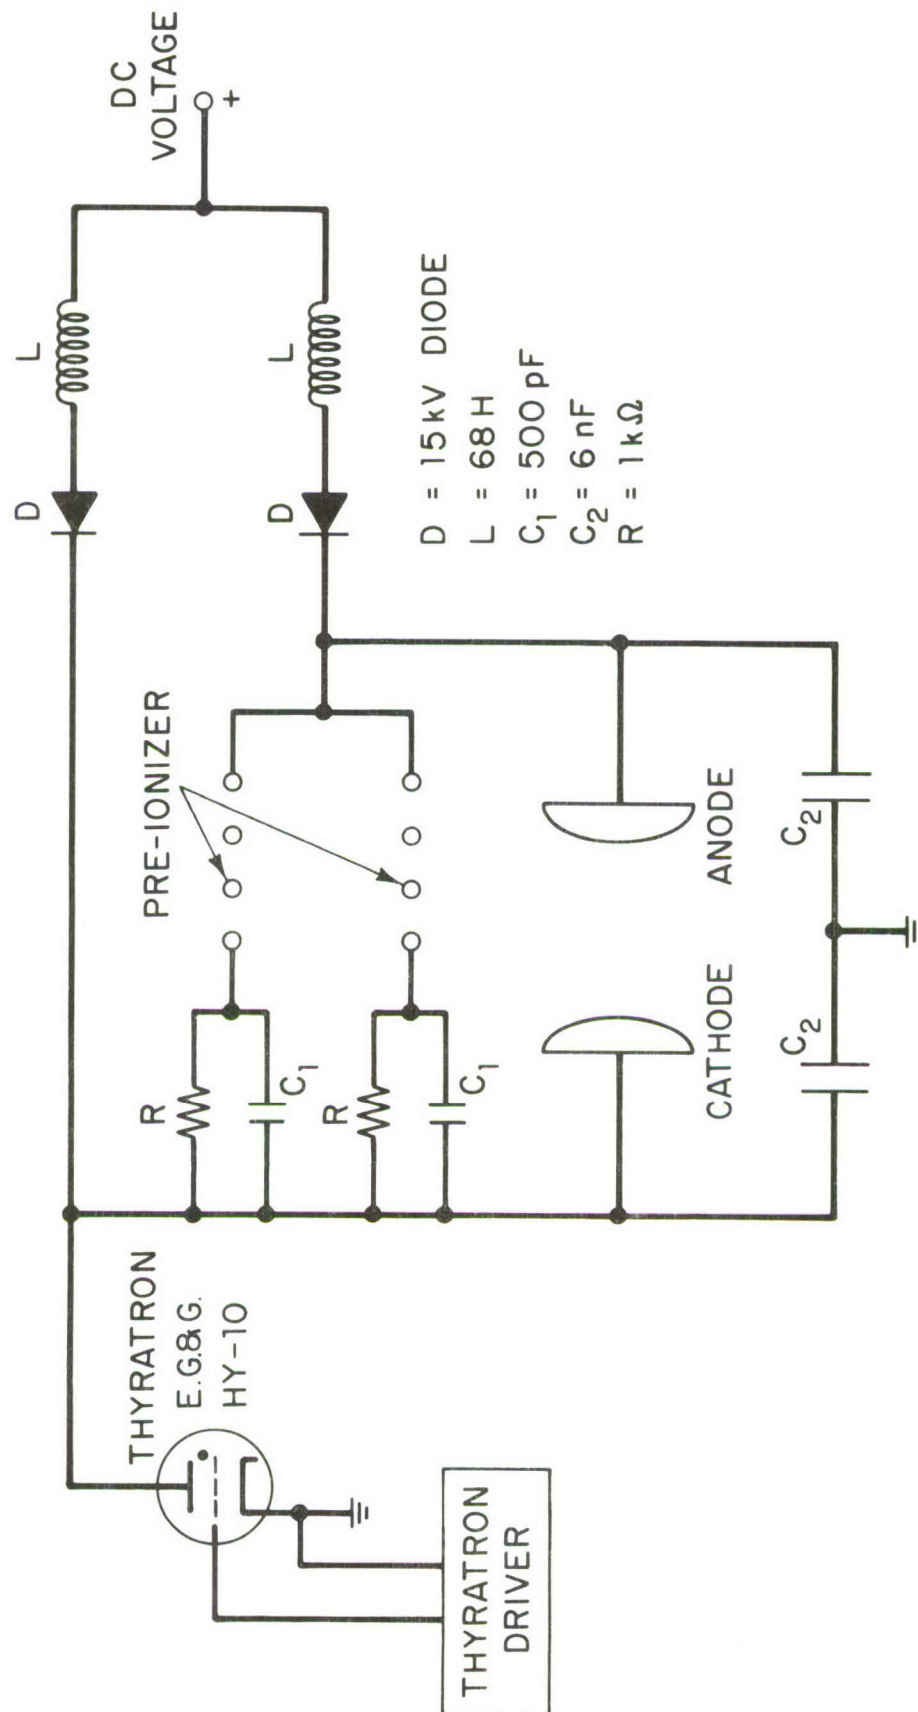 THYRATRON
E.G.&G.
HY-10
THYRATRON
DRIVER
R
C1
R
C1
PRE-IONIZER
D
L
D
L
DC
VOLTAGE
+
CATHODE
ANODE
C2
C2
D = 15kV DIODE
L = 68H
C1 = 500pF
C2 = 6nF
R = 1kΩ